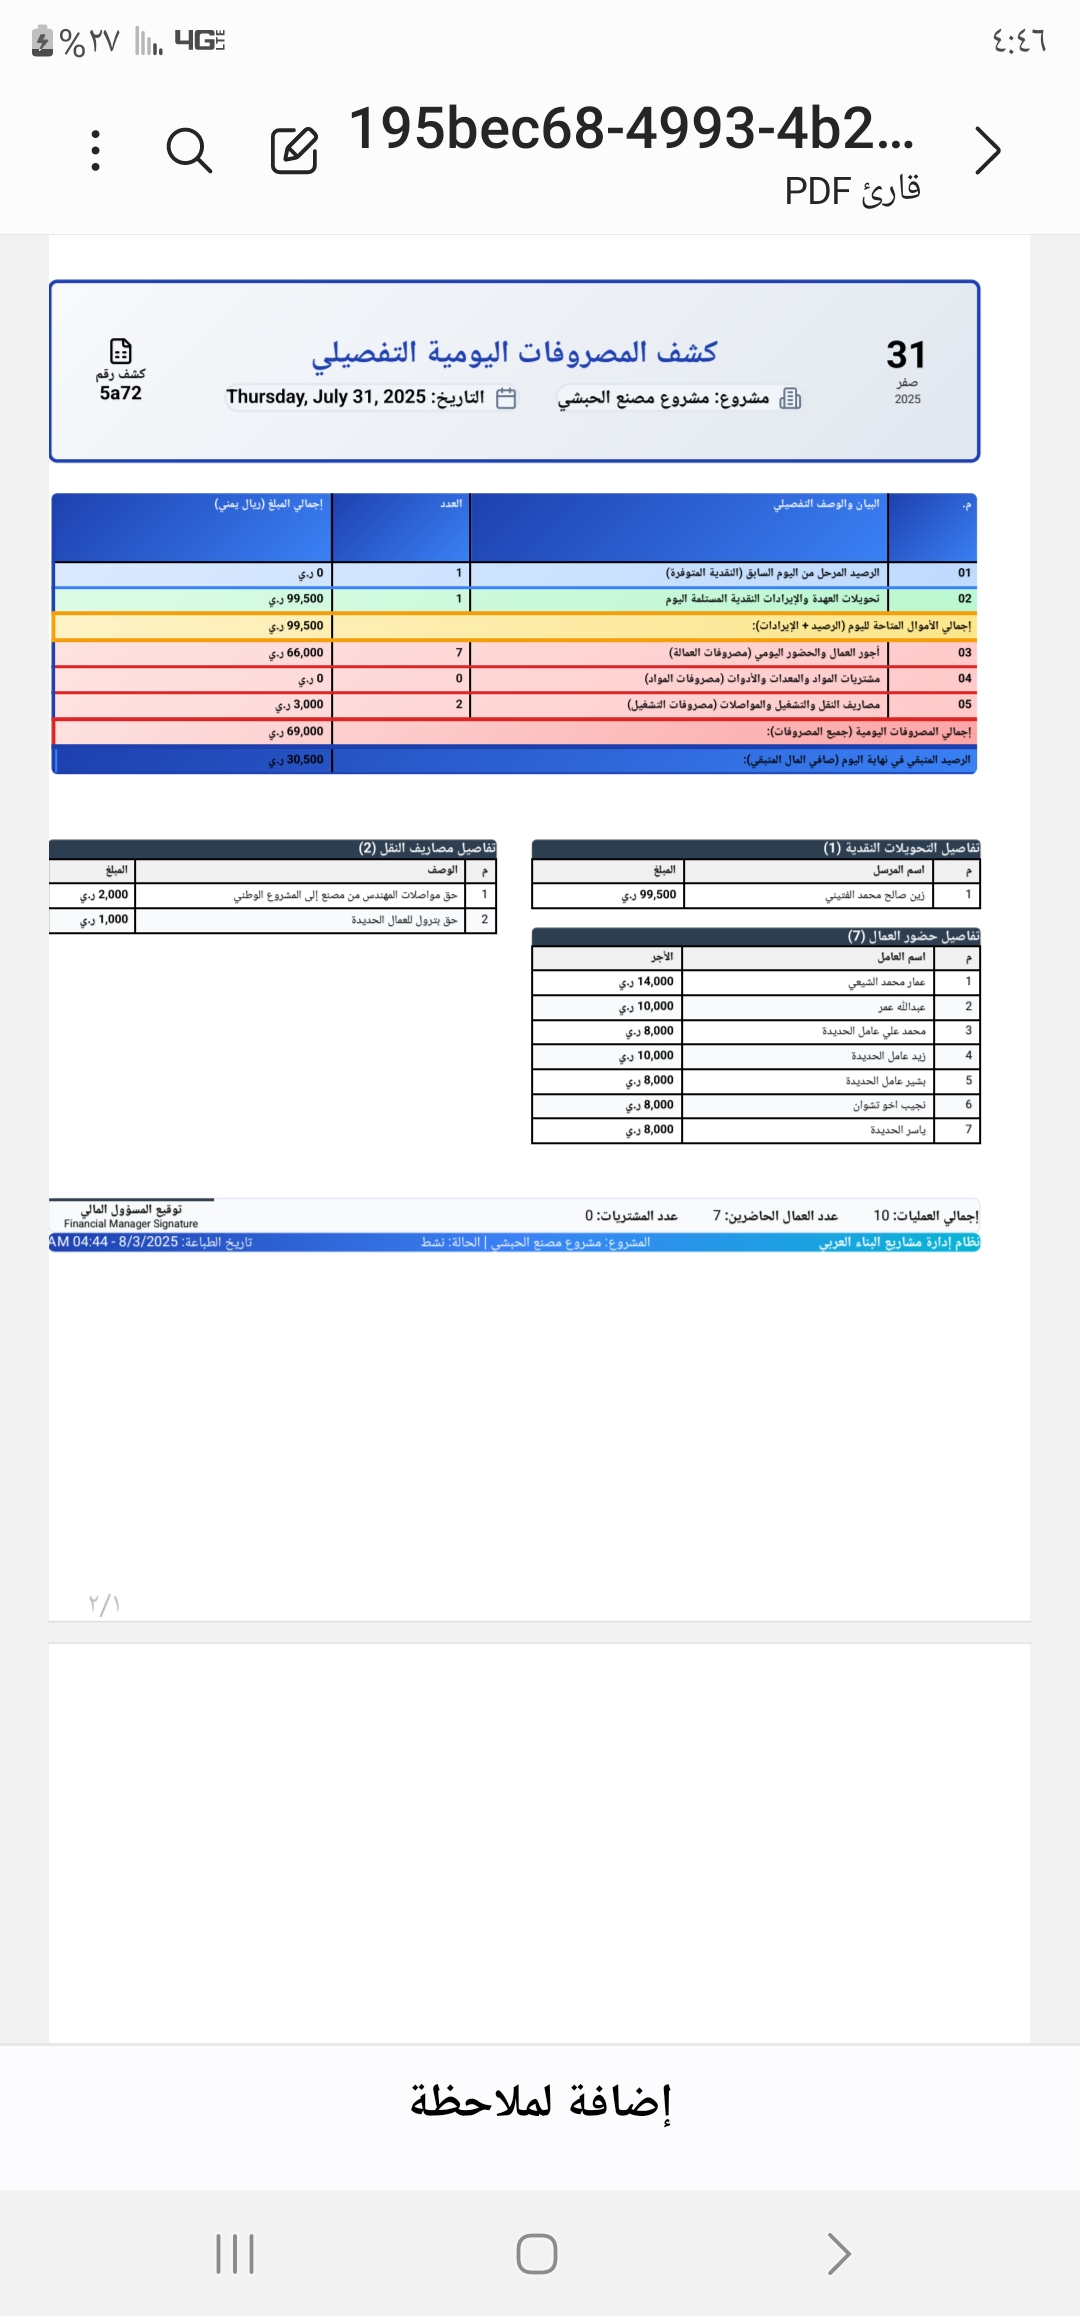 ٤:٤٦
4G LTE
%٢٧
195bec68-4993-4b2...
قارئ PDF
31
صفر
2025
كشف المصروفات اليومية التفصيلي
مشروع: مشروع مصنع الحبشي
التاريخ: Thursday, July 31, 2025
كشف رقم
5a72
م. البيان والوصف التفصيلي العدد إجمالي المبلغ (ريال يمني)
01 الرصيد المرحل من اليوم السابق (النقدية المتوفرة) 1 0 ر.ي
02 تحويلات العهدة والإيرادات النقدية المستلمة اليوم 1 99,500 ر.ي
إجمالي الأموال المتاحة لليوم (الرصيد + الإيرادات): 99,500 ر.ي
03 أجور العمال والحضور اليومي (مصروفات العمالة) 7 66,000 ر.ي
04 مشتريات المواد والمعدات والأدوات (مصروفات المواد) 0 0 ر.ي
05 مصاريف النقل والتشغيل والمواصلات (مصروفات التشغيل) 2 3,000 ر.ي
إجمالي المصروفات اليومية (جميع المصروفات): 69,000 ر.ي
الرصيد المتبقي في نهاية اليوم (صافي المال المتبقي): 30,500 ر.ي
تفاصيل التحويلات النقدية (1)
م اسم المرسل المبلغ
1 زين صالح محمد الفتيني 99,500 ر.ي
تفاصيل حضور العمال (7)
م اسم العامل الأجر
1 عمار محمد الشيعي 14,000 ر.ي
2 عبدالله عمر 10,000 ر.ي
3 محمد علي عامل الحديدة 8,000 ر.ي
4 زيد عامل الحديدة 10,000 ر.ي
5 بشير عامل الحديدة 8,000 ر.ي
6 نجيب اخو تشوان 8,000 ر.ي
7 ياسر الحديدة 8,000 ر.ي
تفاصيل مصاريف النقل (2)
م الوصف المبلغ
1 حق مواصلات المهندس من مصنع إلى المشروع الوطني 2,000 ر.ي
2 حق بترول للعمال الحديدة 1,000 ر.ي
إجمالي العمليات: 10 عدد العمال الحاضرين: 7 عدد المشتريات: 0
توقيع المسؤول المالي
Financial Manager Signature
نظام إدارة مشاريع البناء العربي
المشروع: مشروع مصنع الحبشي | الحالة: نشط
تاريخ الطباعة: 8/3/2025 - 04:44 AM
٢/١
إضافة لملاحظة